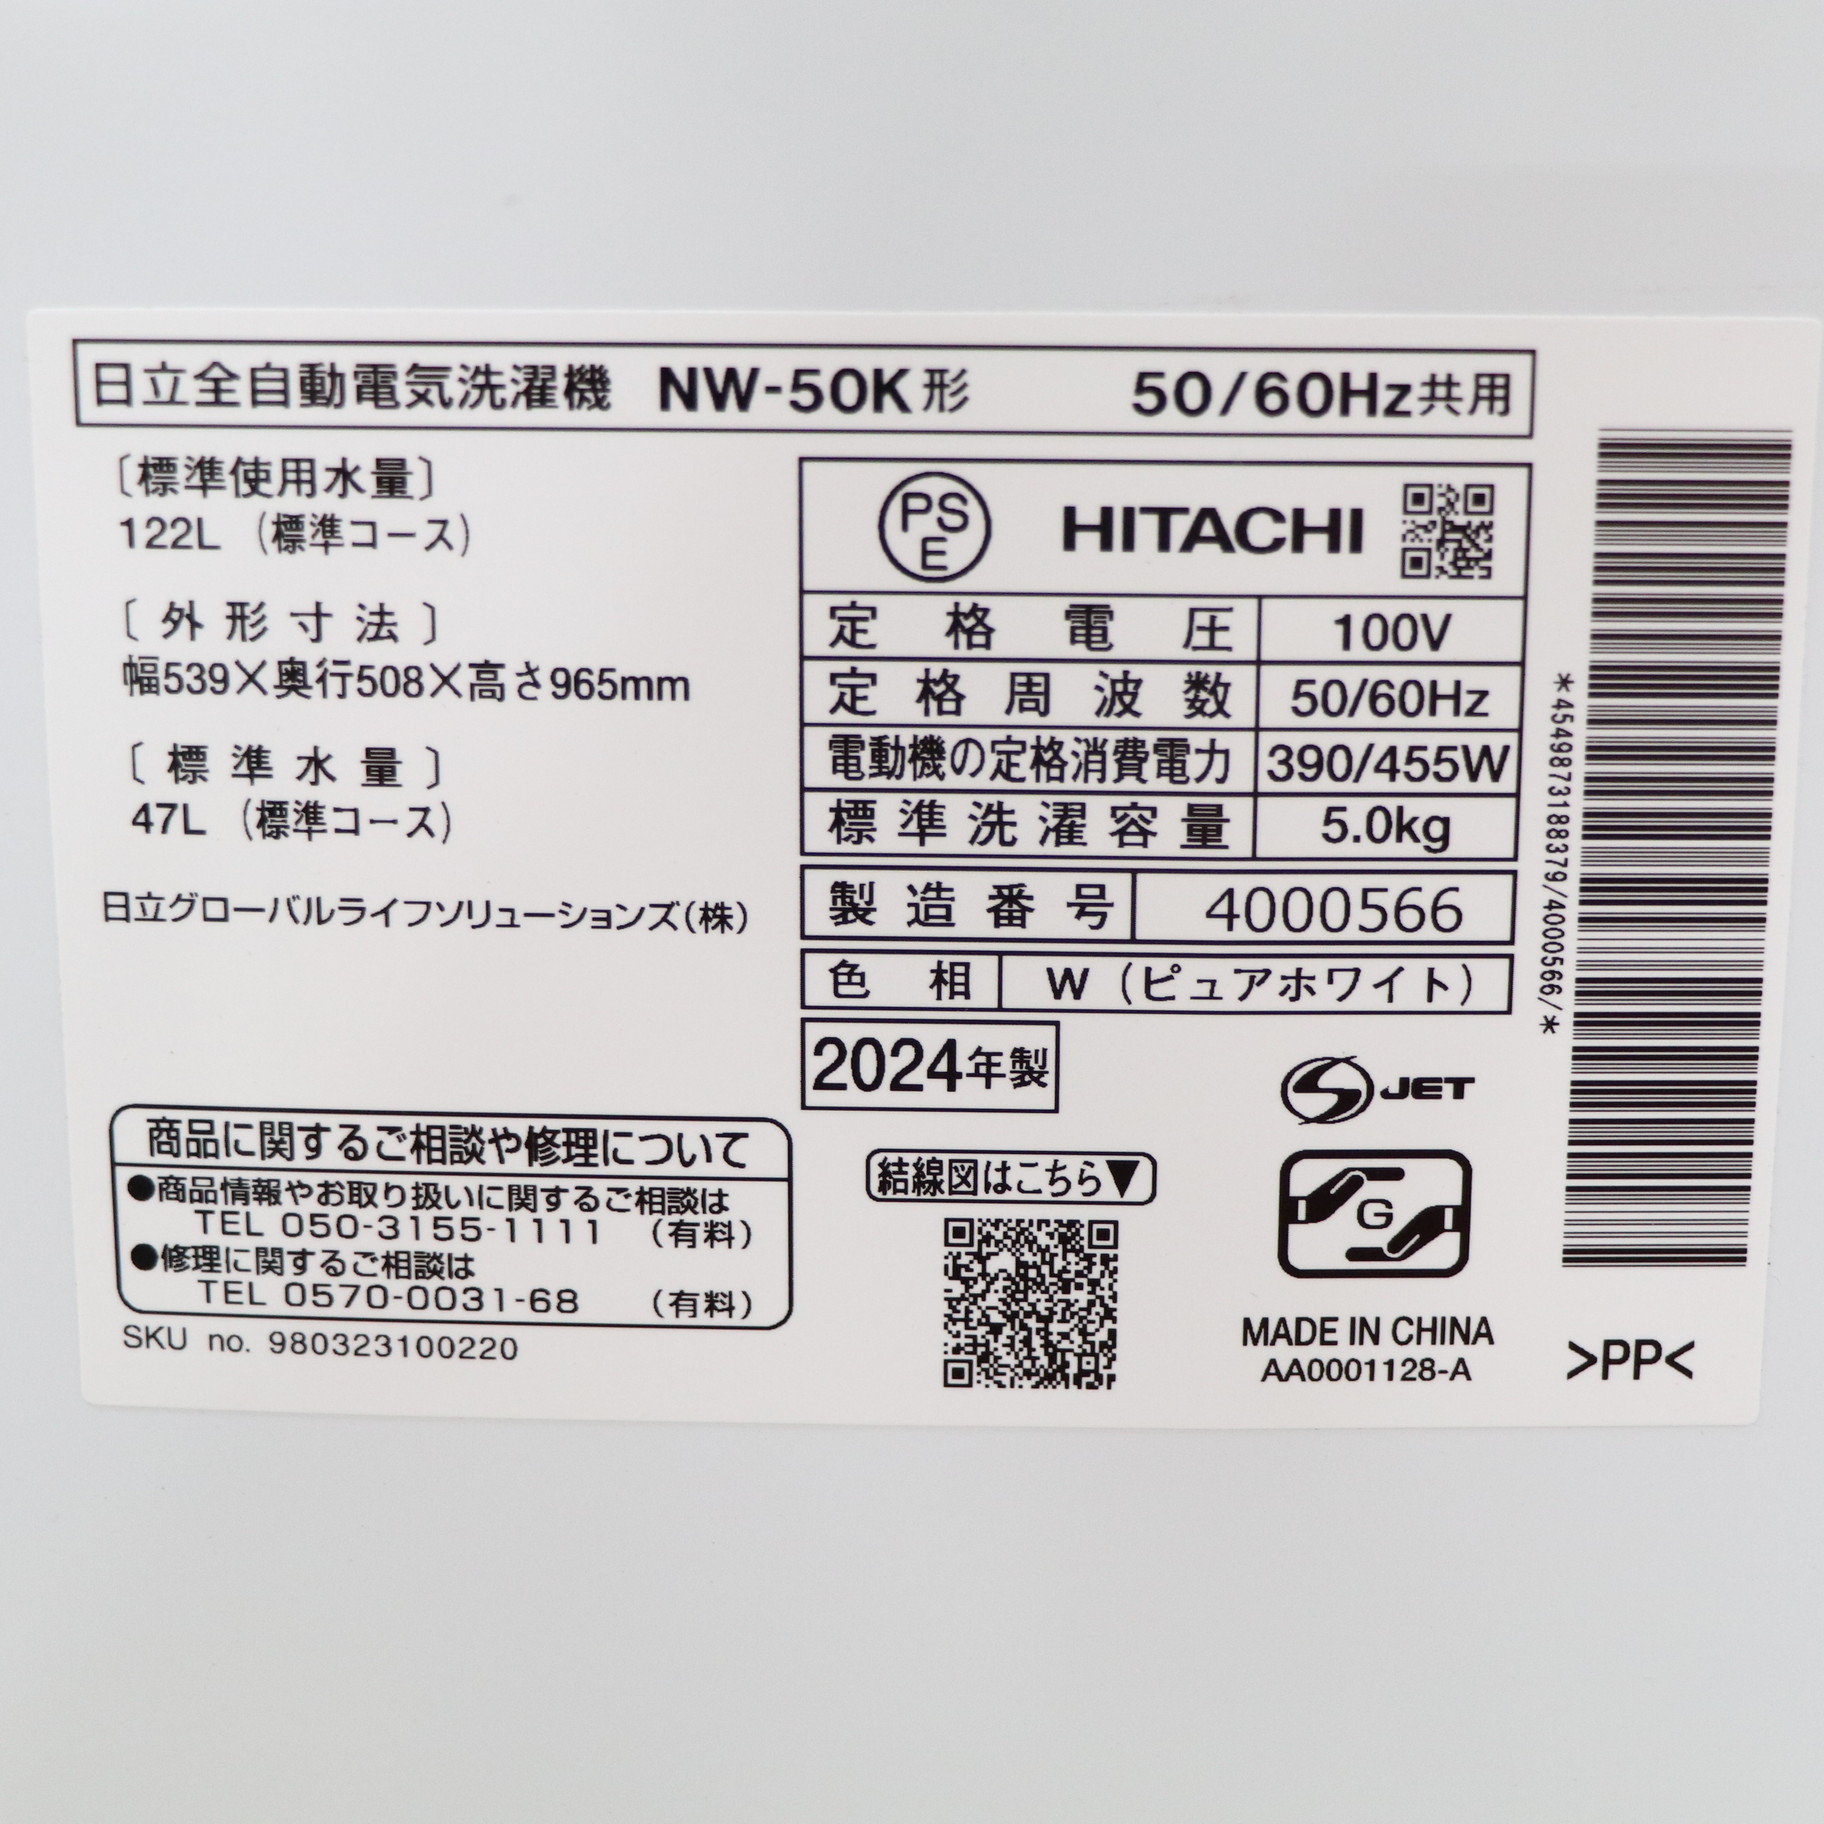 日立全自動電気洗濯機 NW-50K形 50/60Hz共用
〔標準使用水量〕
122L (標準コース)
〔外形寸法〕
幅539×奥行508×高さ965mm
〔標準水量〕
47L (標準コース)
日立グローバルライフソリューションズ(株)
PS
E
HITACHI
定格電圧 100V
定格周波数 50/60Hz
電動機の定格消費電力 390/455W
標準洗濯容量 5.0kg
製造番号 4000566
色相 W (ピュアホワイト)
2024年製
商品に関するご相談や修理について
●商品情報やお取り扱いに関するご相談は
TEL 050-3155-1111 (有料)
●修理に関するご相談は
TEL 0570-0031-68 (有料)
SKU no. 980323100220
結線図はこちら▼
S JET
G
MADE IN CHINA
AA0001128-A
>PP<
*4549873188379/4000566/*